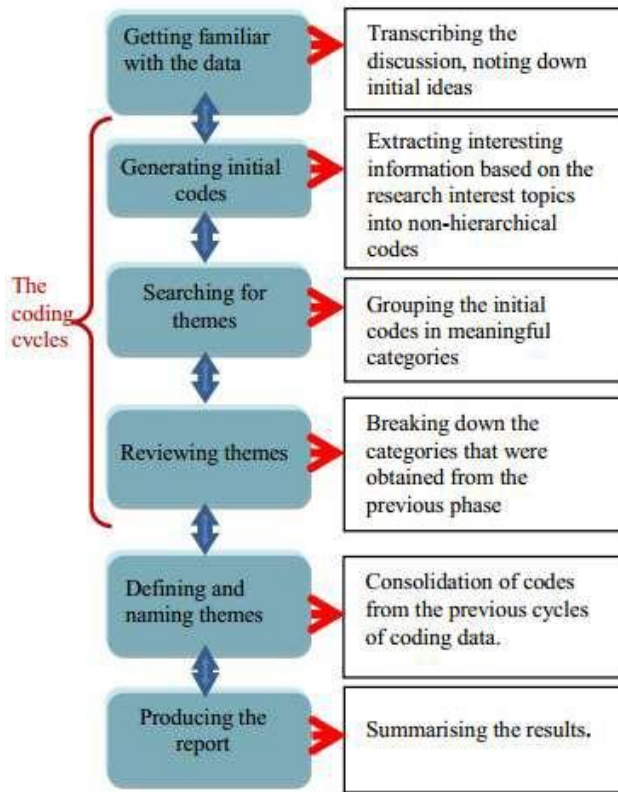 Getting familiar
with the data
Transcribing the
discussion, noting down
initial ideas
Generating initial
codes
Extracting interesting
information based on the
research interest topics
into non-hierarchical
codes
The
coding
cycles
Searching for
themes
Grouping the initial
codes in meaningful
categories
Reviewing themes
Breaking down the
categories that were
obtained from the
previous phase
Defining and
naming themes
Consolidation of codes
from the previous cycles
of coding data.
Producing the
report
Summarising the results.